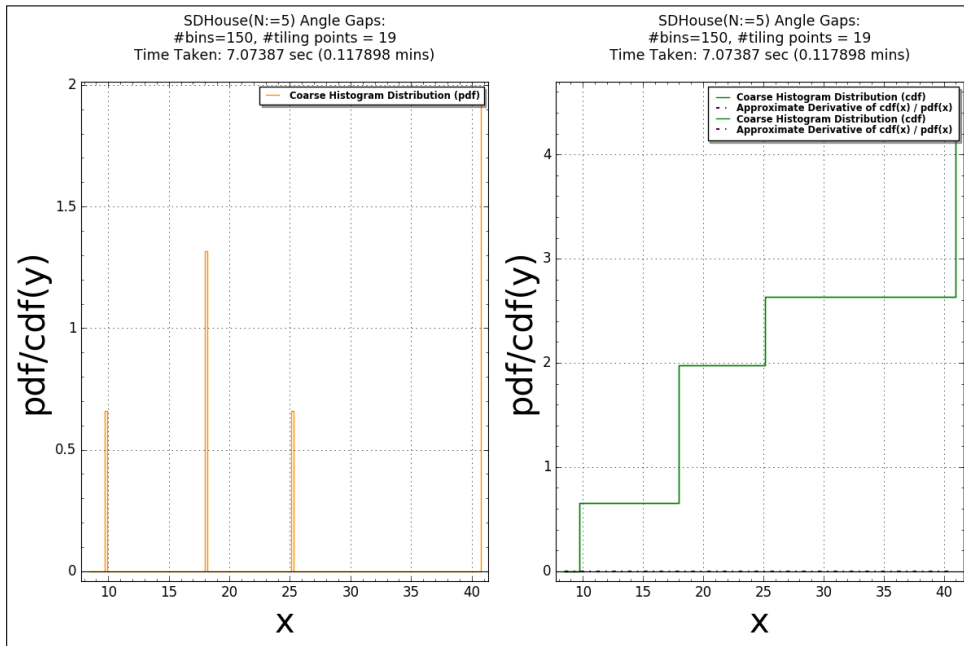 SDHouse(N:=5) Angle Gaps:
#bins=150, #tiling points = 19
Time Taken: 7.07387 sec (0.117898 mins)
Coarse Histogram Distribution (pdf)
2
1.5
1
0.5
0
10 15 20 25 30 35 40
pdf/cdf(y)
x
SDHouse(N:=5) Angle Gaps:
#bins=150, #tiling points = 19
Time Taken: 7.07387 sec (0.117898 mins)
Coarse Histogram Distribution (cdf)
Approximate Derivative of cdf(x) / pdf(x)
Coarse Histogram Distribution (cdf)
Approximate Derivative of cdf(x) / pdf(x)
4
3
2
1
0
10 15 20 25 30 35 40
pdf/cdf(y)
x